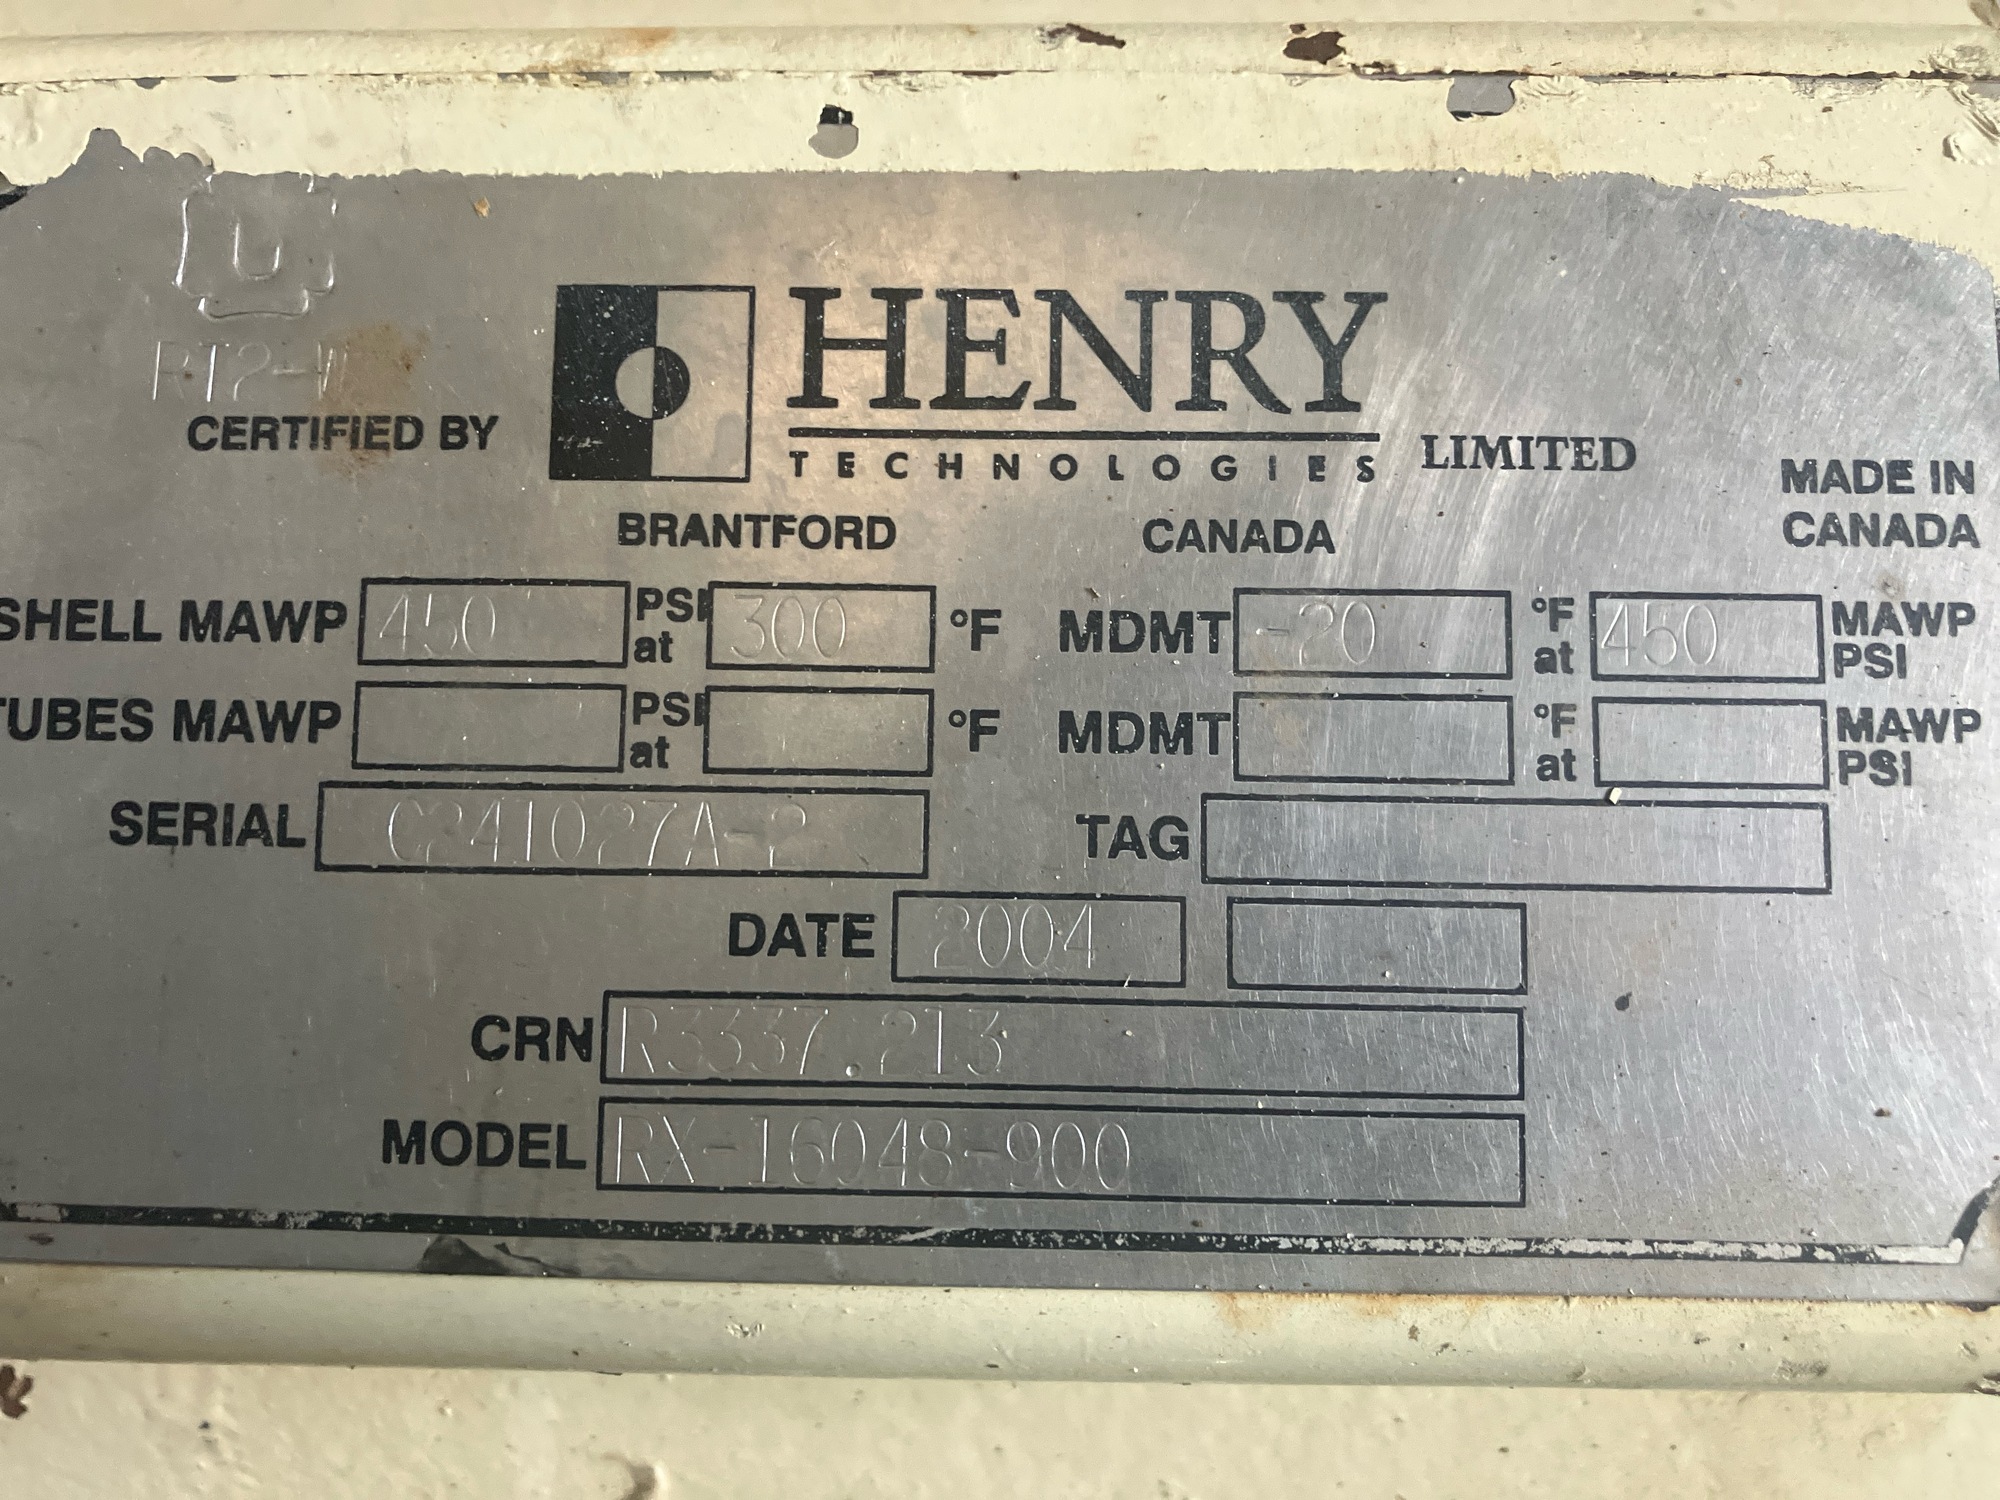 U
RT2-W
CERTIFIED BY
HENRY
TECHNOLOGIES LIMITED
MADE IN
CANADA
BRANTFORD CANADA
SHELL MAWP 450 PSI at 300 °F MDMT -20 °F at 450 MAWP PSI
TUBES MAWP PSI at °F MDMT °F at MAWP PSI
SERIAL C241027A-2 TAG
DATE 2004
CRN R3337.213
MODEL RX-16048-900